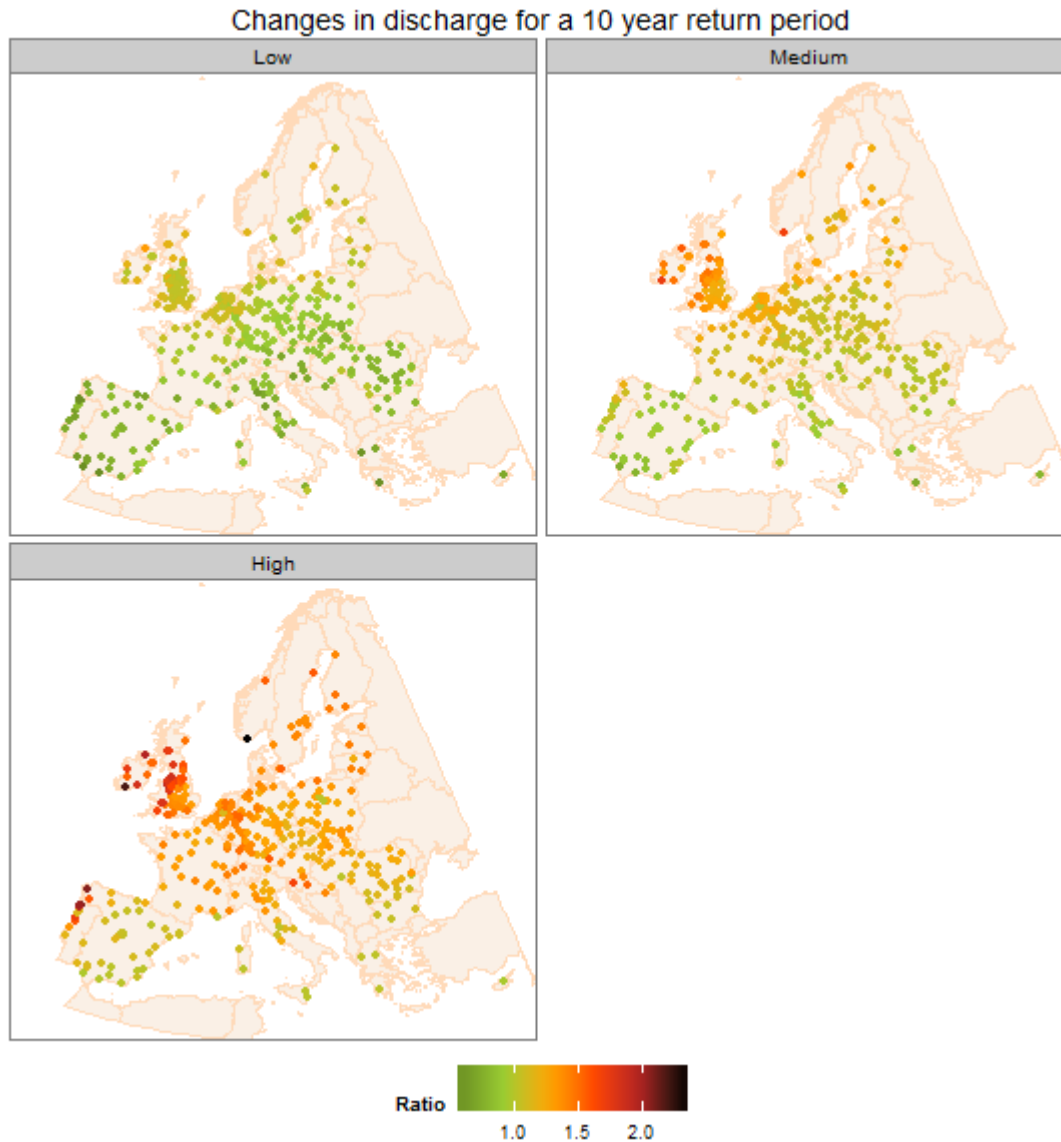 Changes in discharge for a 10 year return period
Low
Medium
High
Ratio
1.0
1.5
2.0